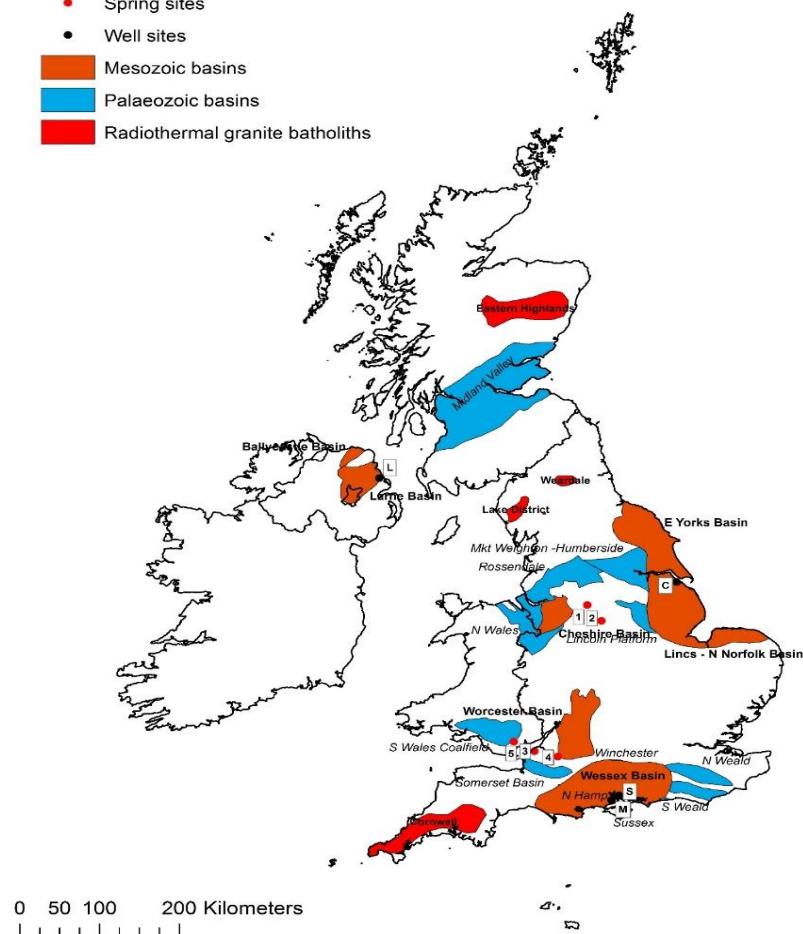 Spring sites
Well sites
Mesozoic basins
Palaeozoic basins
Radiothermal granite batholiths
Eastern Highlands
Midland Valley
L
Larne Basin
Weardale
Lake District
E Yorks Basin
Mkt Weighton -Humberside
Rossendale
C
1 2
N Wales
Cheshire Basin
Lincoln Platform
Lincs - N Norfolk Basin
Worcester Basin
S Wales Coalfield
5 3 4
Winchester
N Weald
Somerset Basin
Wessex Basin
N Hamp
S
S Weald
M
Sussex
Cornwall
0 50 100 200 Kilometers